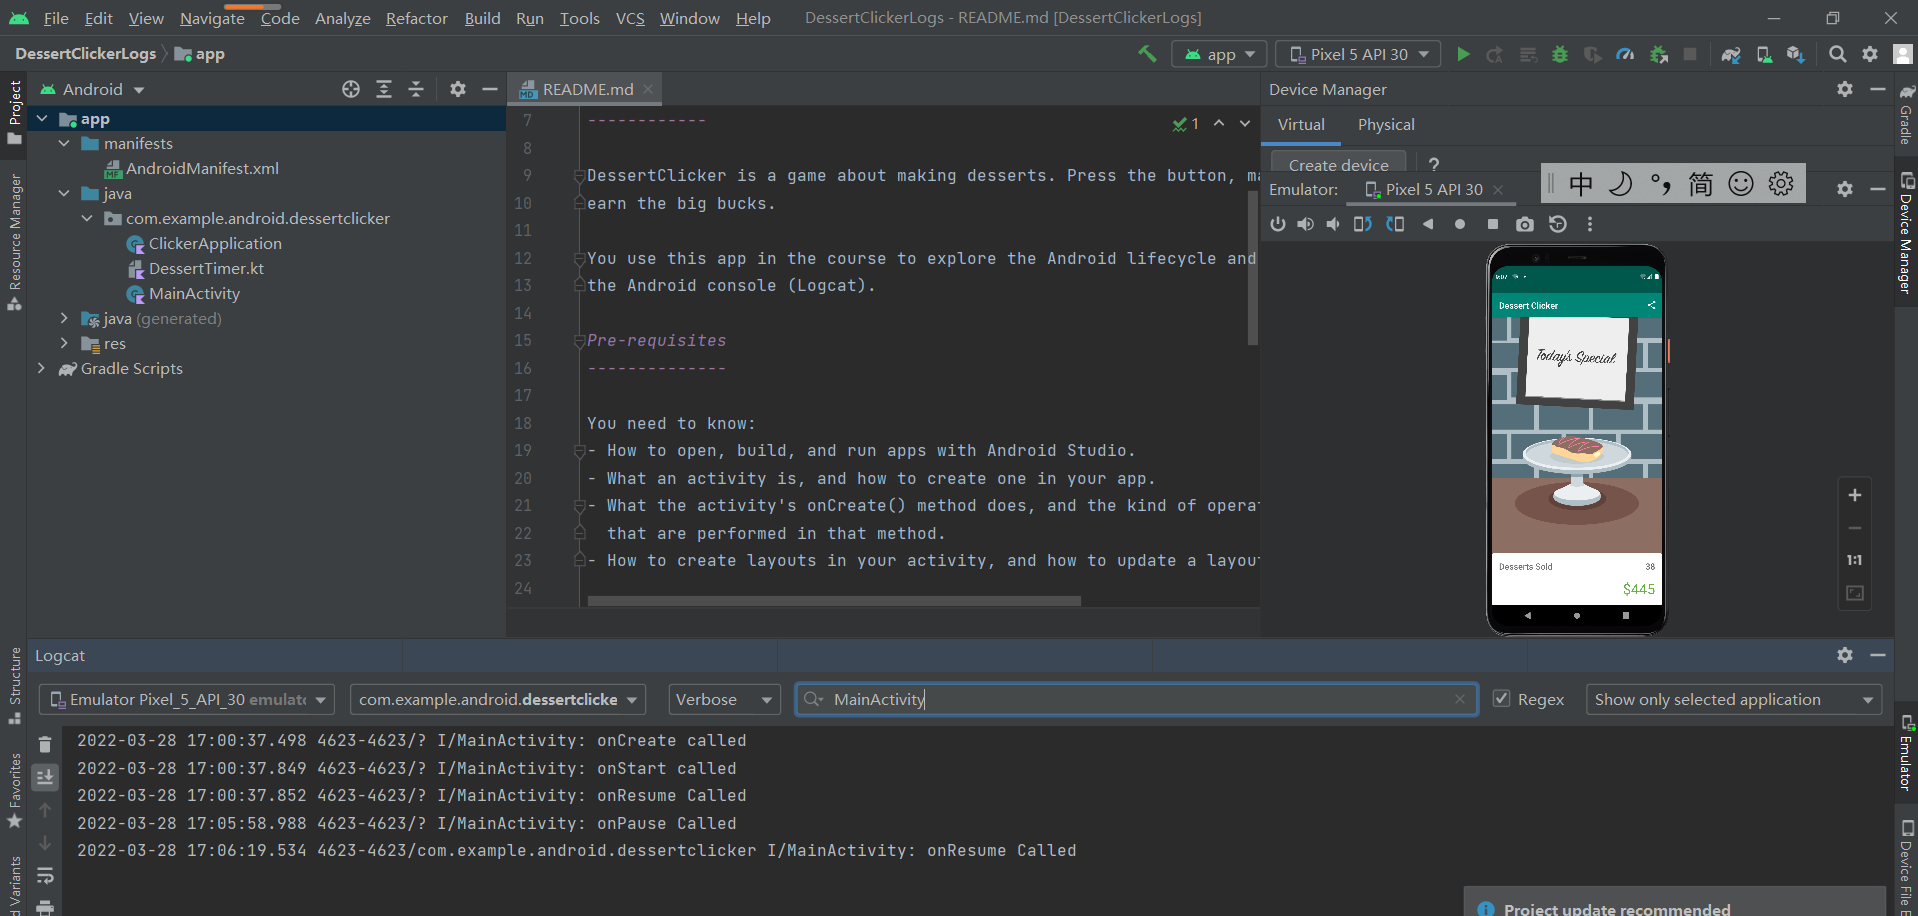 File Edit View Navigate Code Analyze Refactor Build Run Tools VCS Window Help DessertClickerLogs - README.md [DessertClickerLogs]
DessertClickerLogs app
app Pixel 5 API 30
Project
Resource Manager
Structure
Favorites
d Variants
Android
app
manifests
AndroidManifest.xml
java
com.example.android.dessertclicker
ClickerApplication
DessertTimer.kt
MainActivity
java (generated)
res
Gradle Scripts
README.md
1
7 ------------
8
9 DessertClicker is a game about making desserts. Press the button, ma
10 earn the big bucks.
11
12 You use this app in the course to explore the Android lifecycle and
13 the Android console (Logcat).
14
15 Pre-requisites
16 --------------
17
18 You need to know:
19 - How to open, build, and run apps with Android Studio.
20 - What an activity is, and how to create one in your app.
21 - What the activity's onCreate() method does, and the kind of operat
22 that are performed in that method.
23 - How to create layouts in your activity, and how to update a layou
24
Device Manager
Virtual Physical
Create device ?
中 简
Emulator: Pixel 5 API 30
Dessert Clicker
Today's Special
Desserts Sold 38
$445
1:1
Gradle
Device Manager
Emulator
Device File E
Logcat
Emulator Pixel_5_API_30 emulato com.example.android.dessertclicke Verbose MainActivity Regex Show only selected application
2022-03-28 17:00:37.498 4623-4623/? I/MainActivity: onCreate called
2022-03-28 17:00:37.849 4623-4623/? I/MainActivity: onStart called
2022-03-28 17:00:37.852 4623-4623/? I/MainActivity: onResume Called
2022-03-28 17:05:58.988 4623-4623/? I/MainActivity: onPause Called
2022-03-28 17:06:19.534 4623-4623/com.example.android.dessertclicker I/MainActivity: onResume Called
Project update recommended